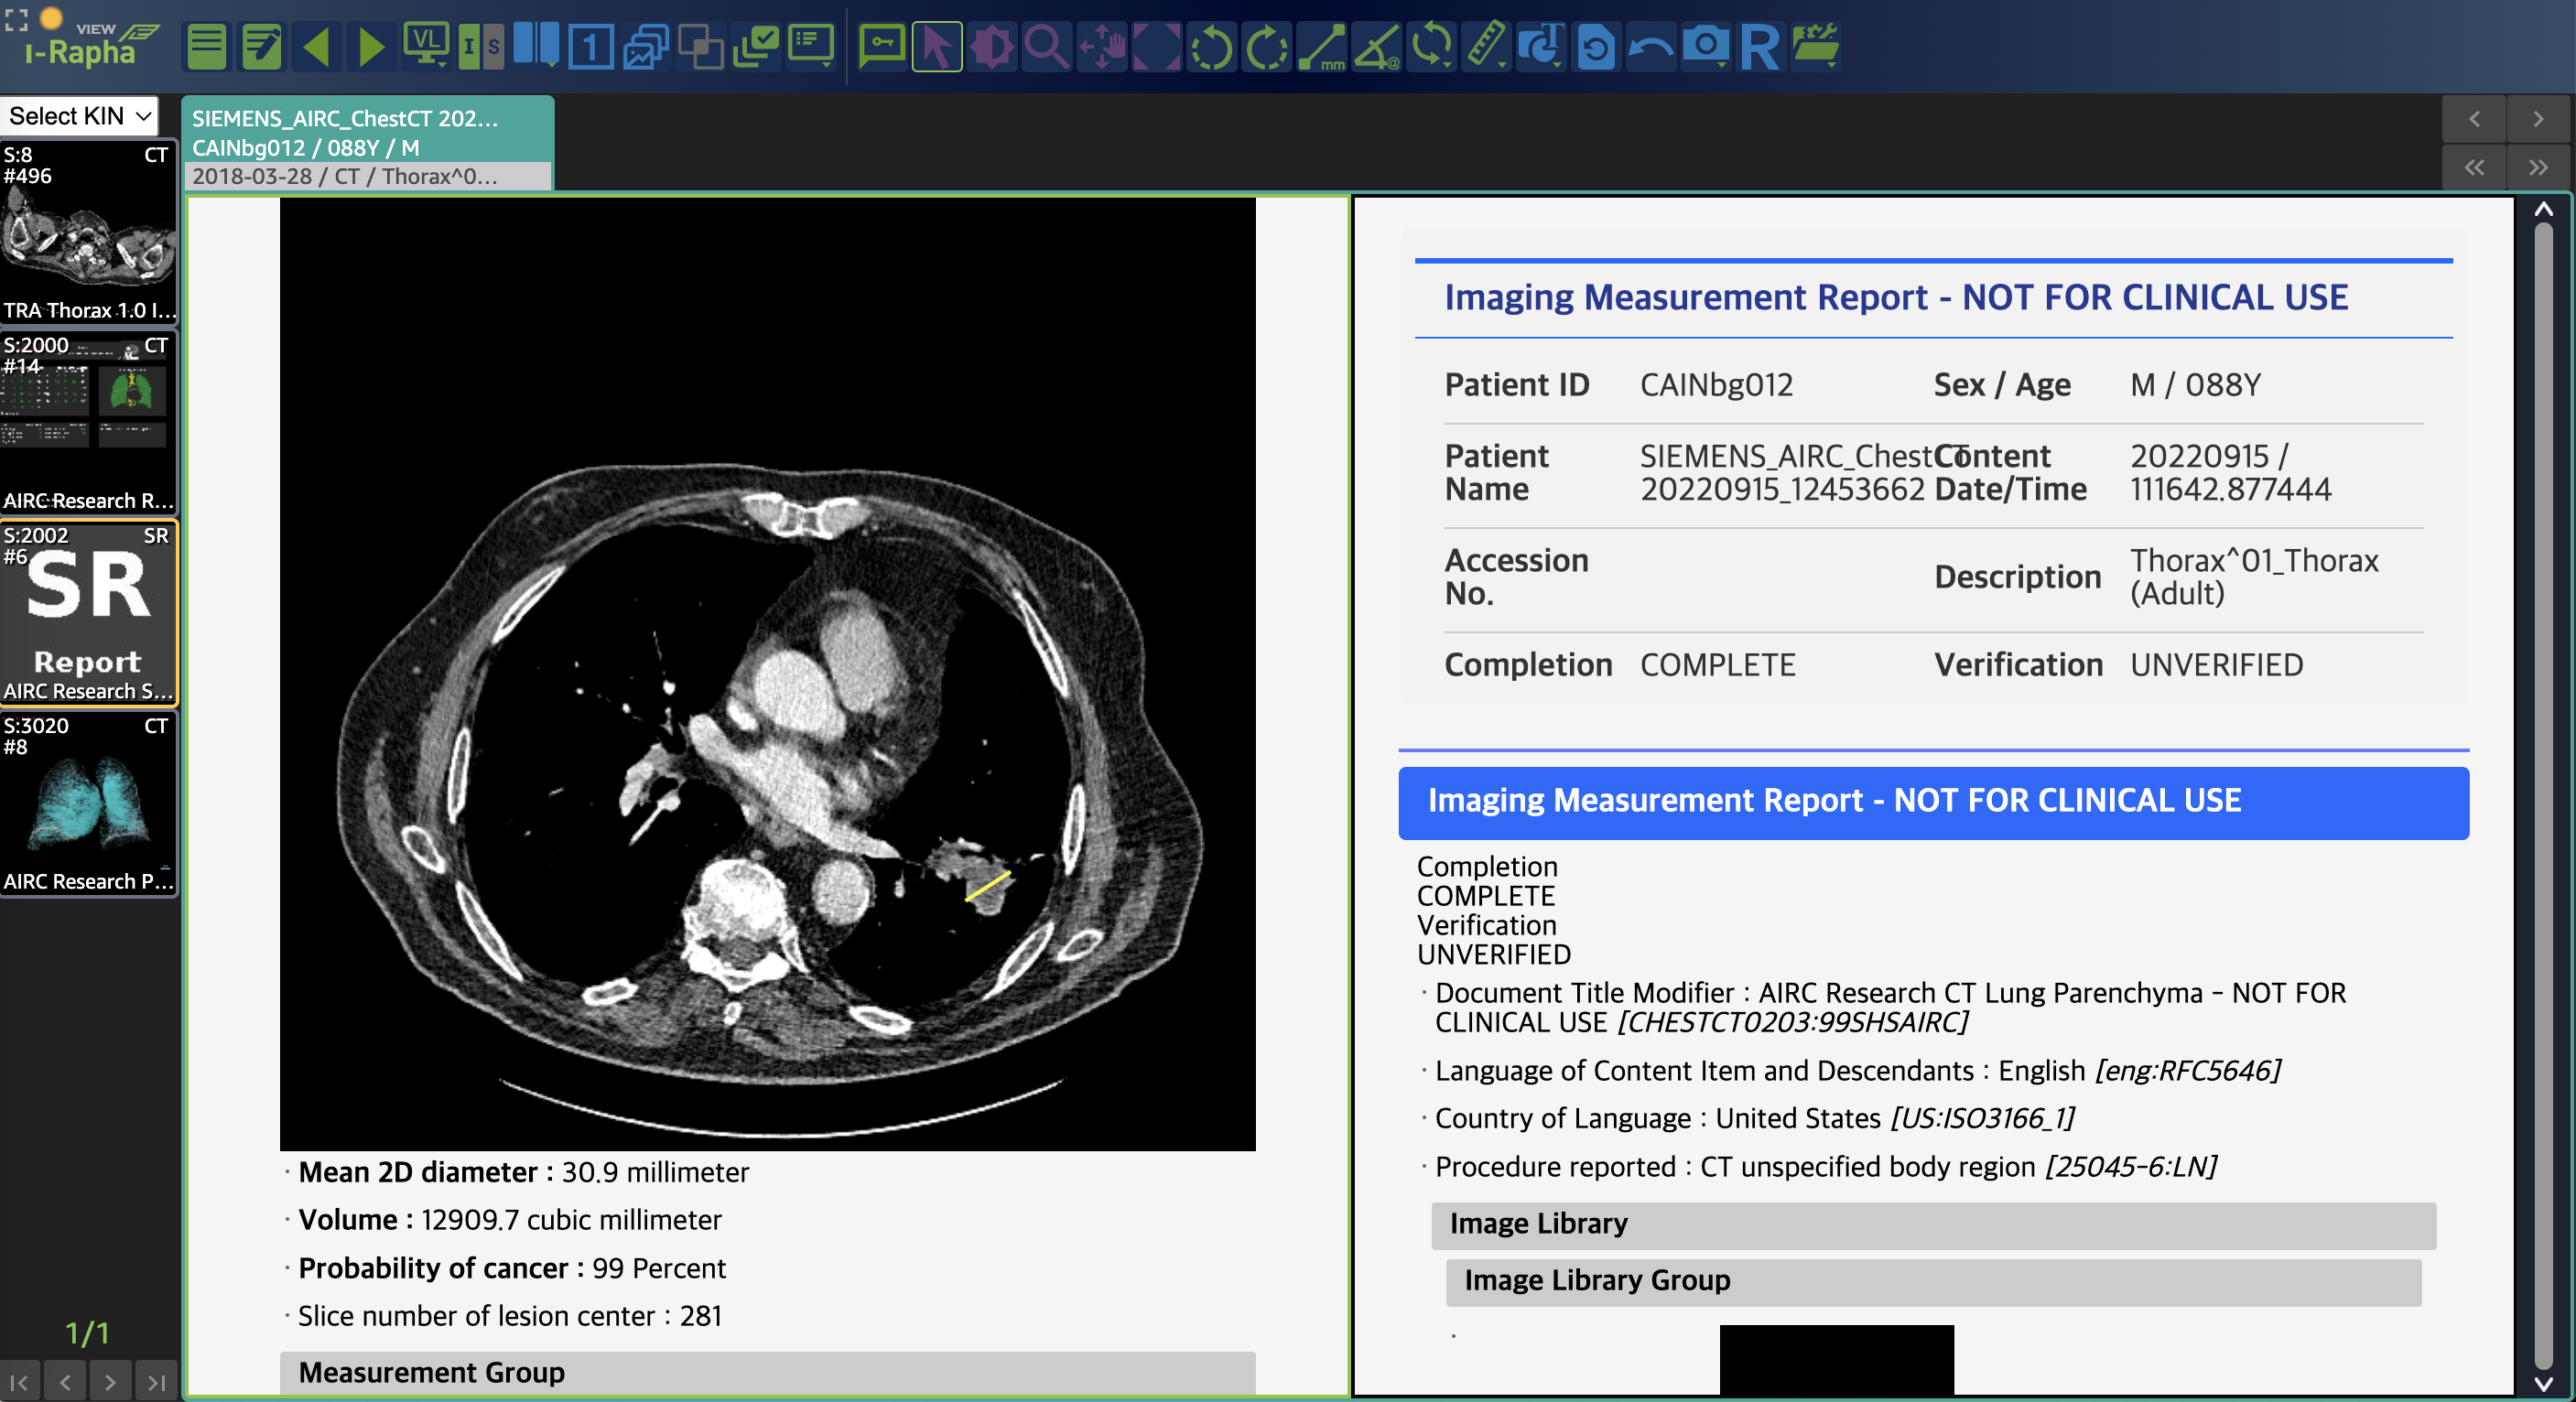 VIEW
I-Rapha
VL
I S
1
mm
@
T
R
Select KIN
SIEMENS_AIRC_ChestCT 202...
CAINbg012 / 088Y / M
2018-03-28 / CT / Thorax^0...
S:8 CT
#496
TRA Thorax 1.0 I...
S:2000 CT
#14
AIRC Research R...
S:2002 SR
#6
SR
Report
AIRC Research S...
S:3020 CT
#8
AIRC Research P...
1/1
· Mean 2D diameter : 30.9 millimeter
· Volume : 12909.7 cubic millimeter
· Probability of cancer : 99 Percent
· Slice number of lesion center : 281
Measurement Group
Imaging Measurement Report - NOT FOR CLINICAL USE
Patient ID CAINbg012 Sex / Age M / 088Y
Patient Name SIEMENS_AIRC_ChestCT 20220915_12453662 Content Date/Time 20220915 / 111642.877444
Accession No. Description Thorax^01_Thorax (Adult)
Completion COMPLETE Verification UNVERIFIED
Imaging Measurement Report - NOT FOR CLINICAL USE
Completion
COMPLETE
Verification
UNVERIFIED
· Document Title Modifier : AIRC Research CT Lung Parenchyma - NOT FOR
CLINICAL USE [CHESTCT0203:99SHSAIRC]
· Language of Content Item and Descendants : English [eng:RFC5646]
· Country of Language : United States [US:ISO3166_1]
· Procedure reported : CT unspecified body region [25045-6:LN]
Image Library
Image Library Group